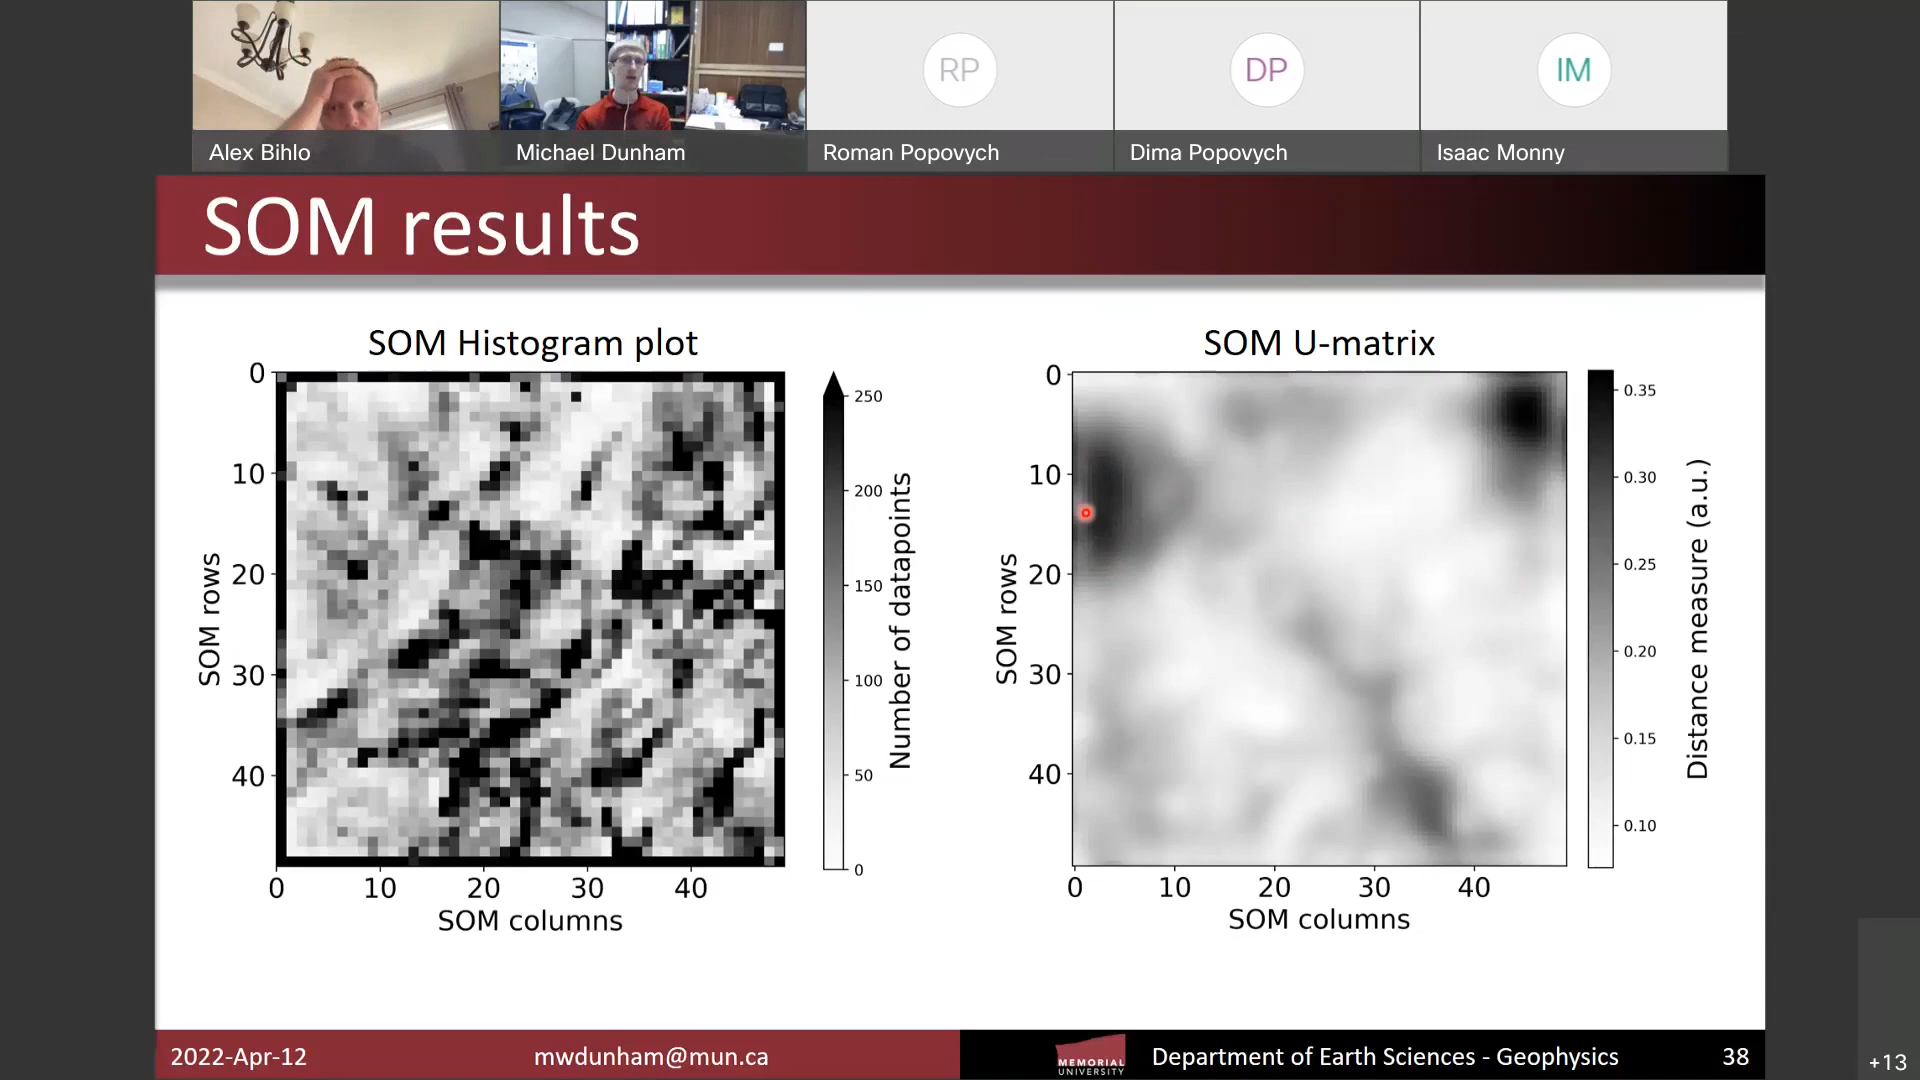 RP
DP
IM
Alex Bihlo
Michael Dunham
Roman Popovych
Dima Popovych
Isaac Monny
SOM results
SOM Histogram plot
0
10
20
30
40
SOM rows
0 10 20 30 40
SOM columns
250
200
150
100
50
0
Number of datapoints
SOM U-matrix
0
10
20
30
40
SOM rows
0 10 20 30 40
SOM columns
0.35
0.30
0.25
0.20
0.15
0.10
Distance measure (a.u.)
2022-Apr-12
mwdunham@mun.ca
MEMORIAL
UNIVERSITY
Department of Earth Sciences - Geophysics
38
+13